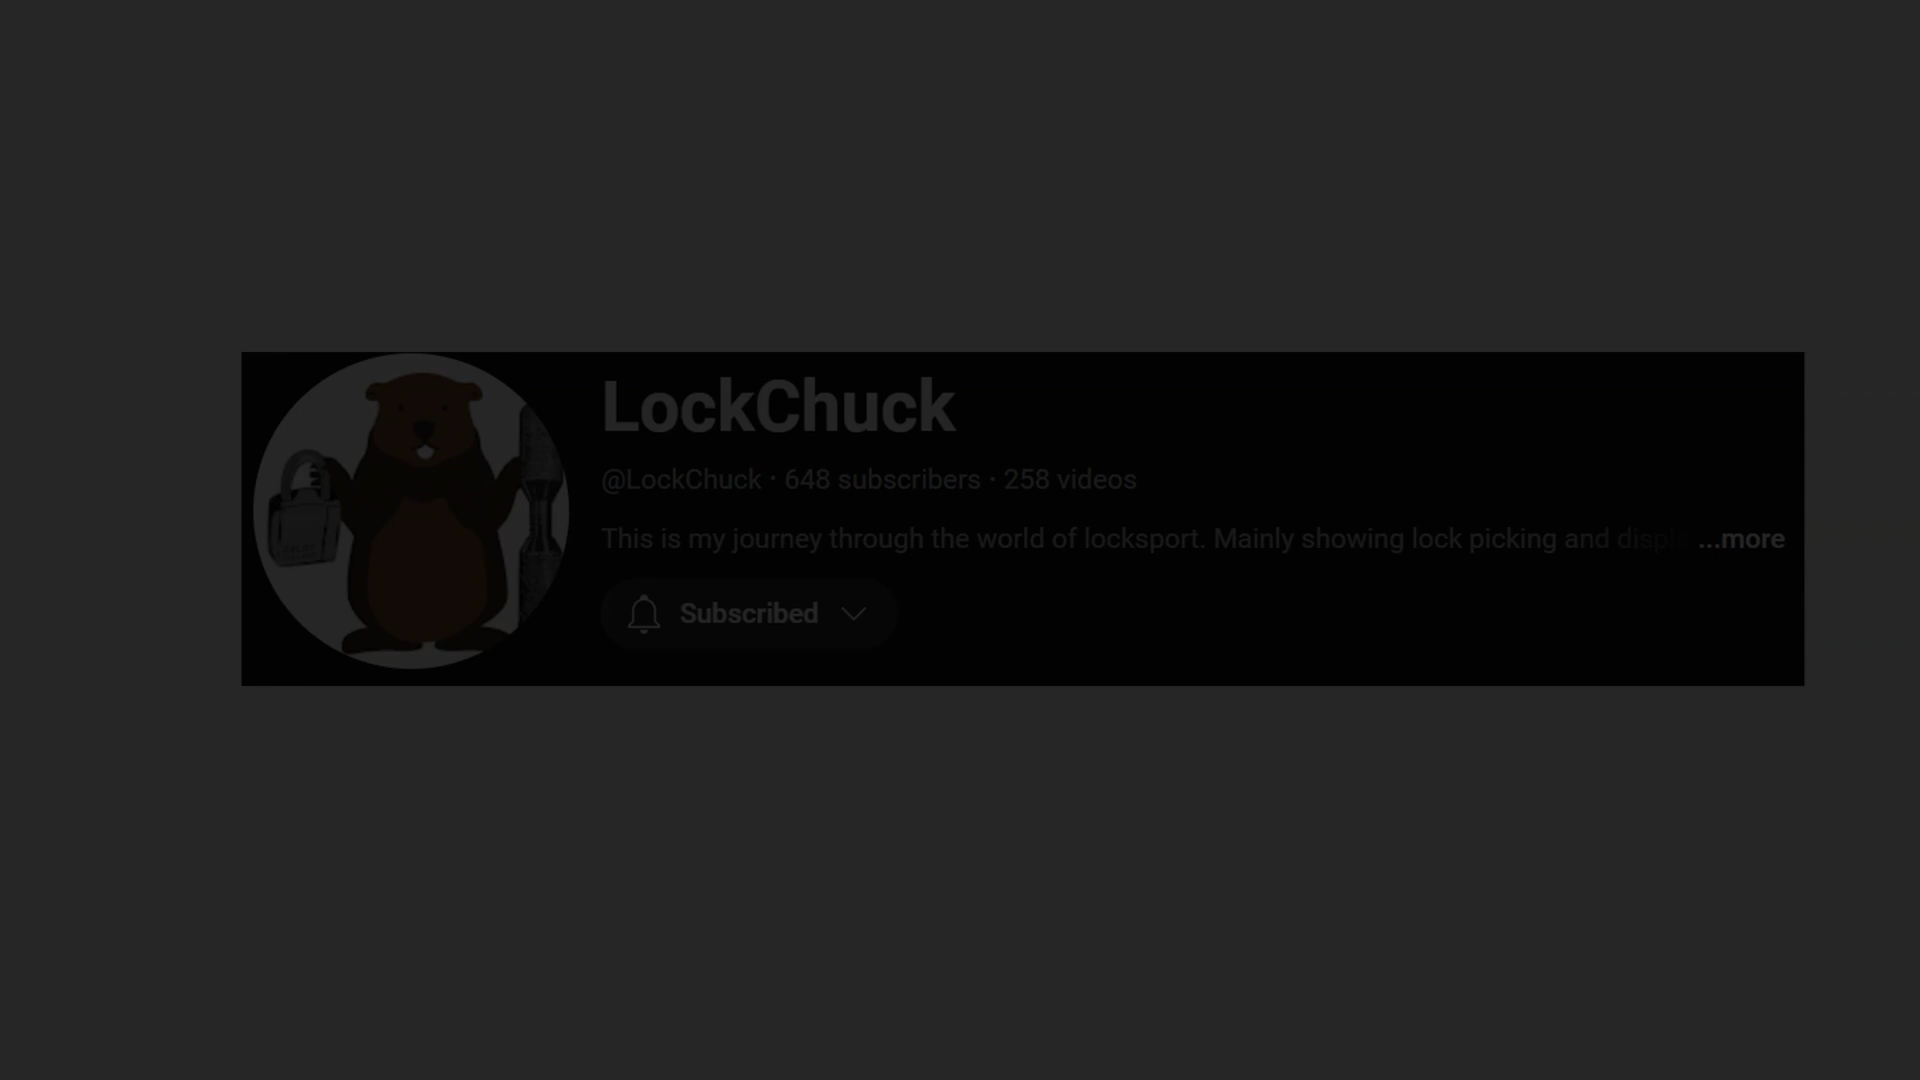 LockChuck
@LockChuck · 648 subscribers · 258 videos
This is my journey through the world of locksport. Mainly showing lock picking and ...more
Subscribed